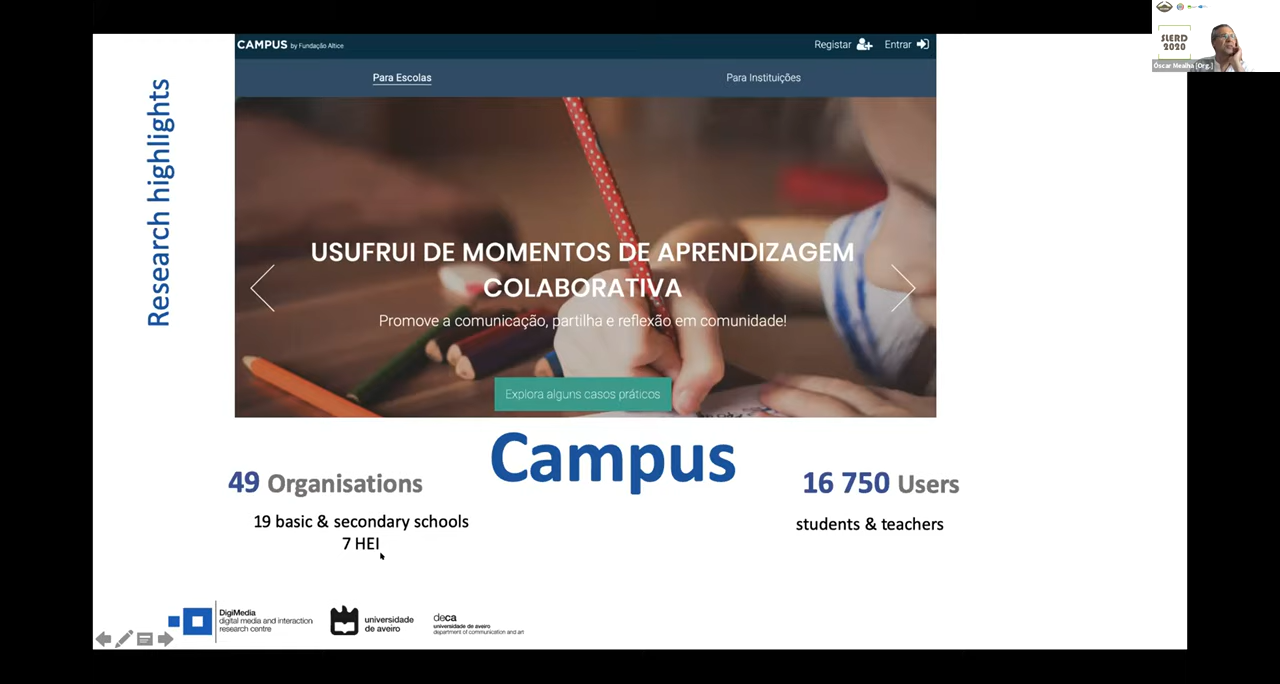 SLERD
2020
Óscar Mealha [Org.]
Research highlights
CAMPUS by Fundação Altice
Registar
Entrar
Para Escolas
Para Instituições
USUFRUI DE MOMENTOS DE APRENDIZAGEM
COLABORATIVA
Promove a comunicação, partilha e reflexão em comunidade!
Explora alguns casos práticos
Campus
49 Organisations
19 basic & secondary schools
7 HEI
16 750 Users
students & teachers
DigiMedia
digital media and interaction
research centre
universidade
de aveiro
deca
universidade de aveiro
department of communication and art